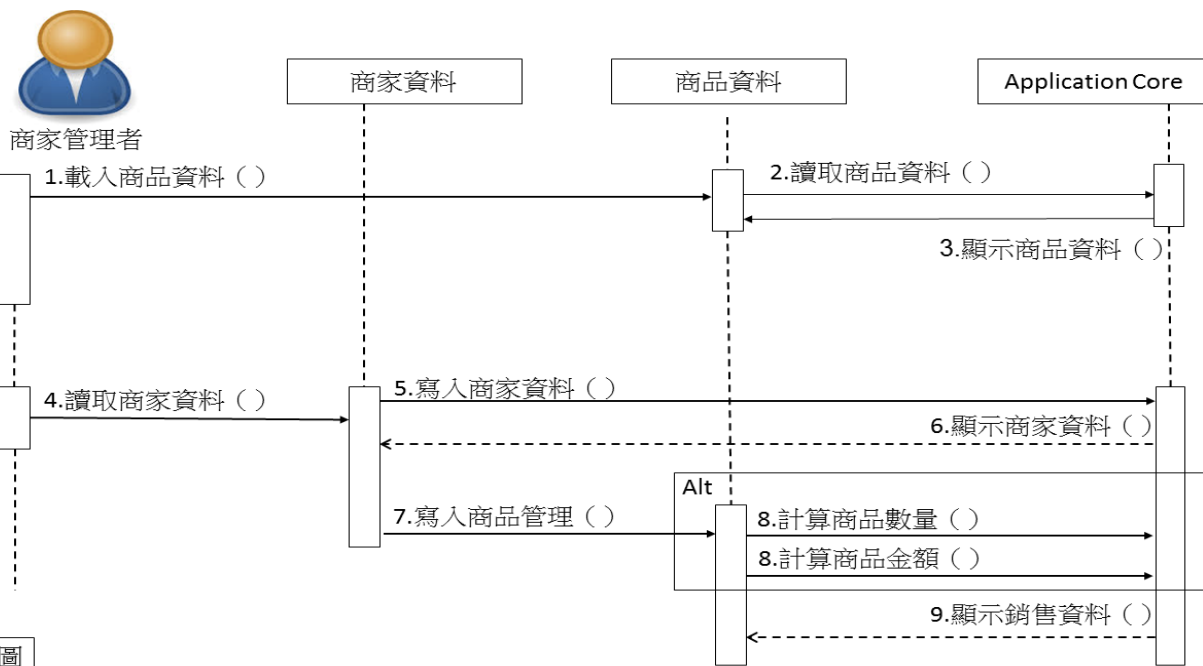 商家管理者
商家資料
商品資料
Application Core
1.載入商品資料（）
2.讀取商品資料（）
3.顯示商品資料（）
4.讀取商家資料（）
5.寫入商家資料（）
6.顯示商家資料（）
Alt
7.寫入商品管理（）
8.計算商品數量（）
8.計算商品金額（）
9.顯示銷售資料（）
圖